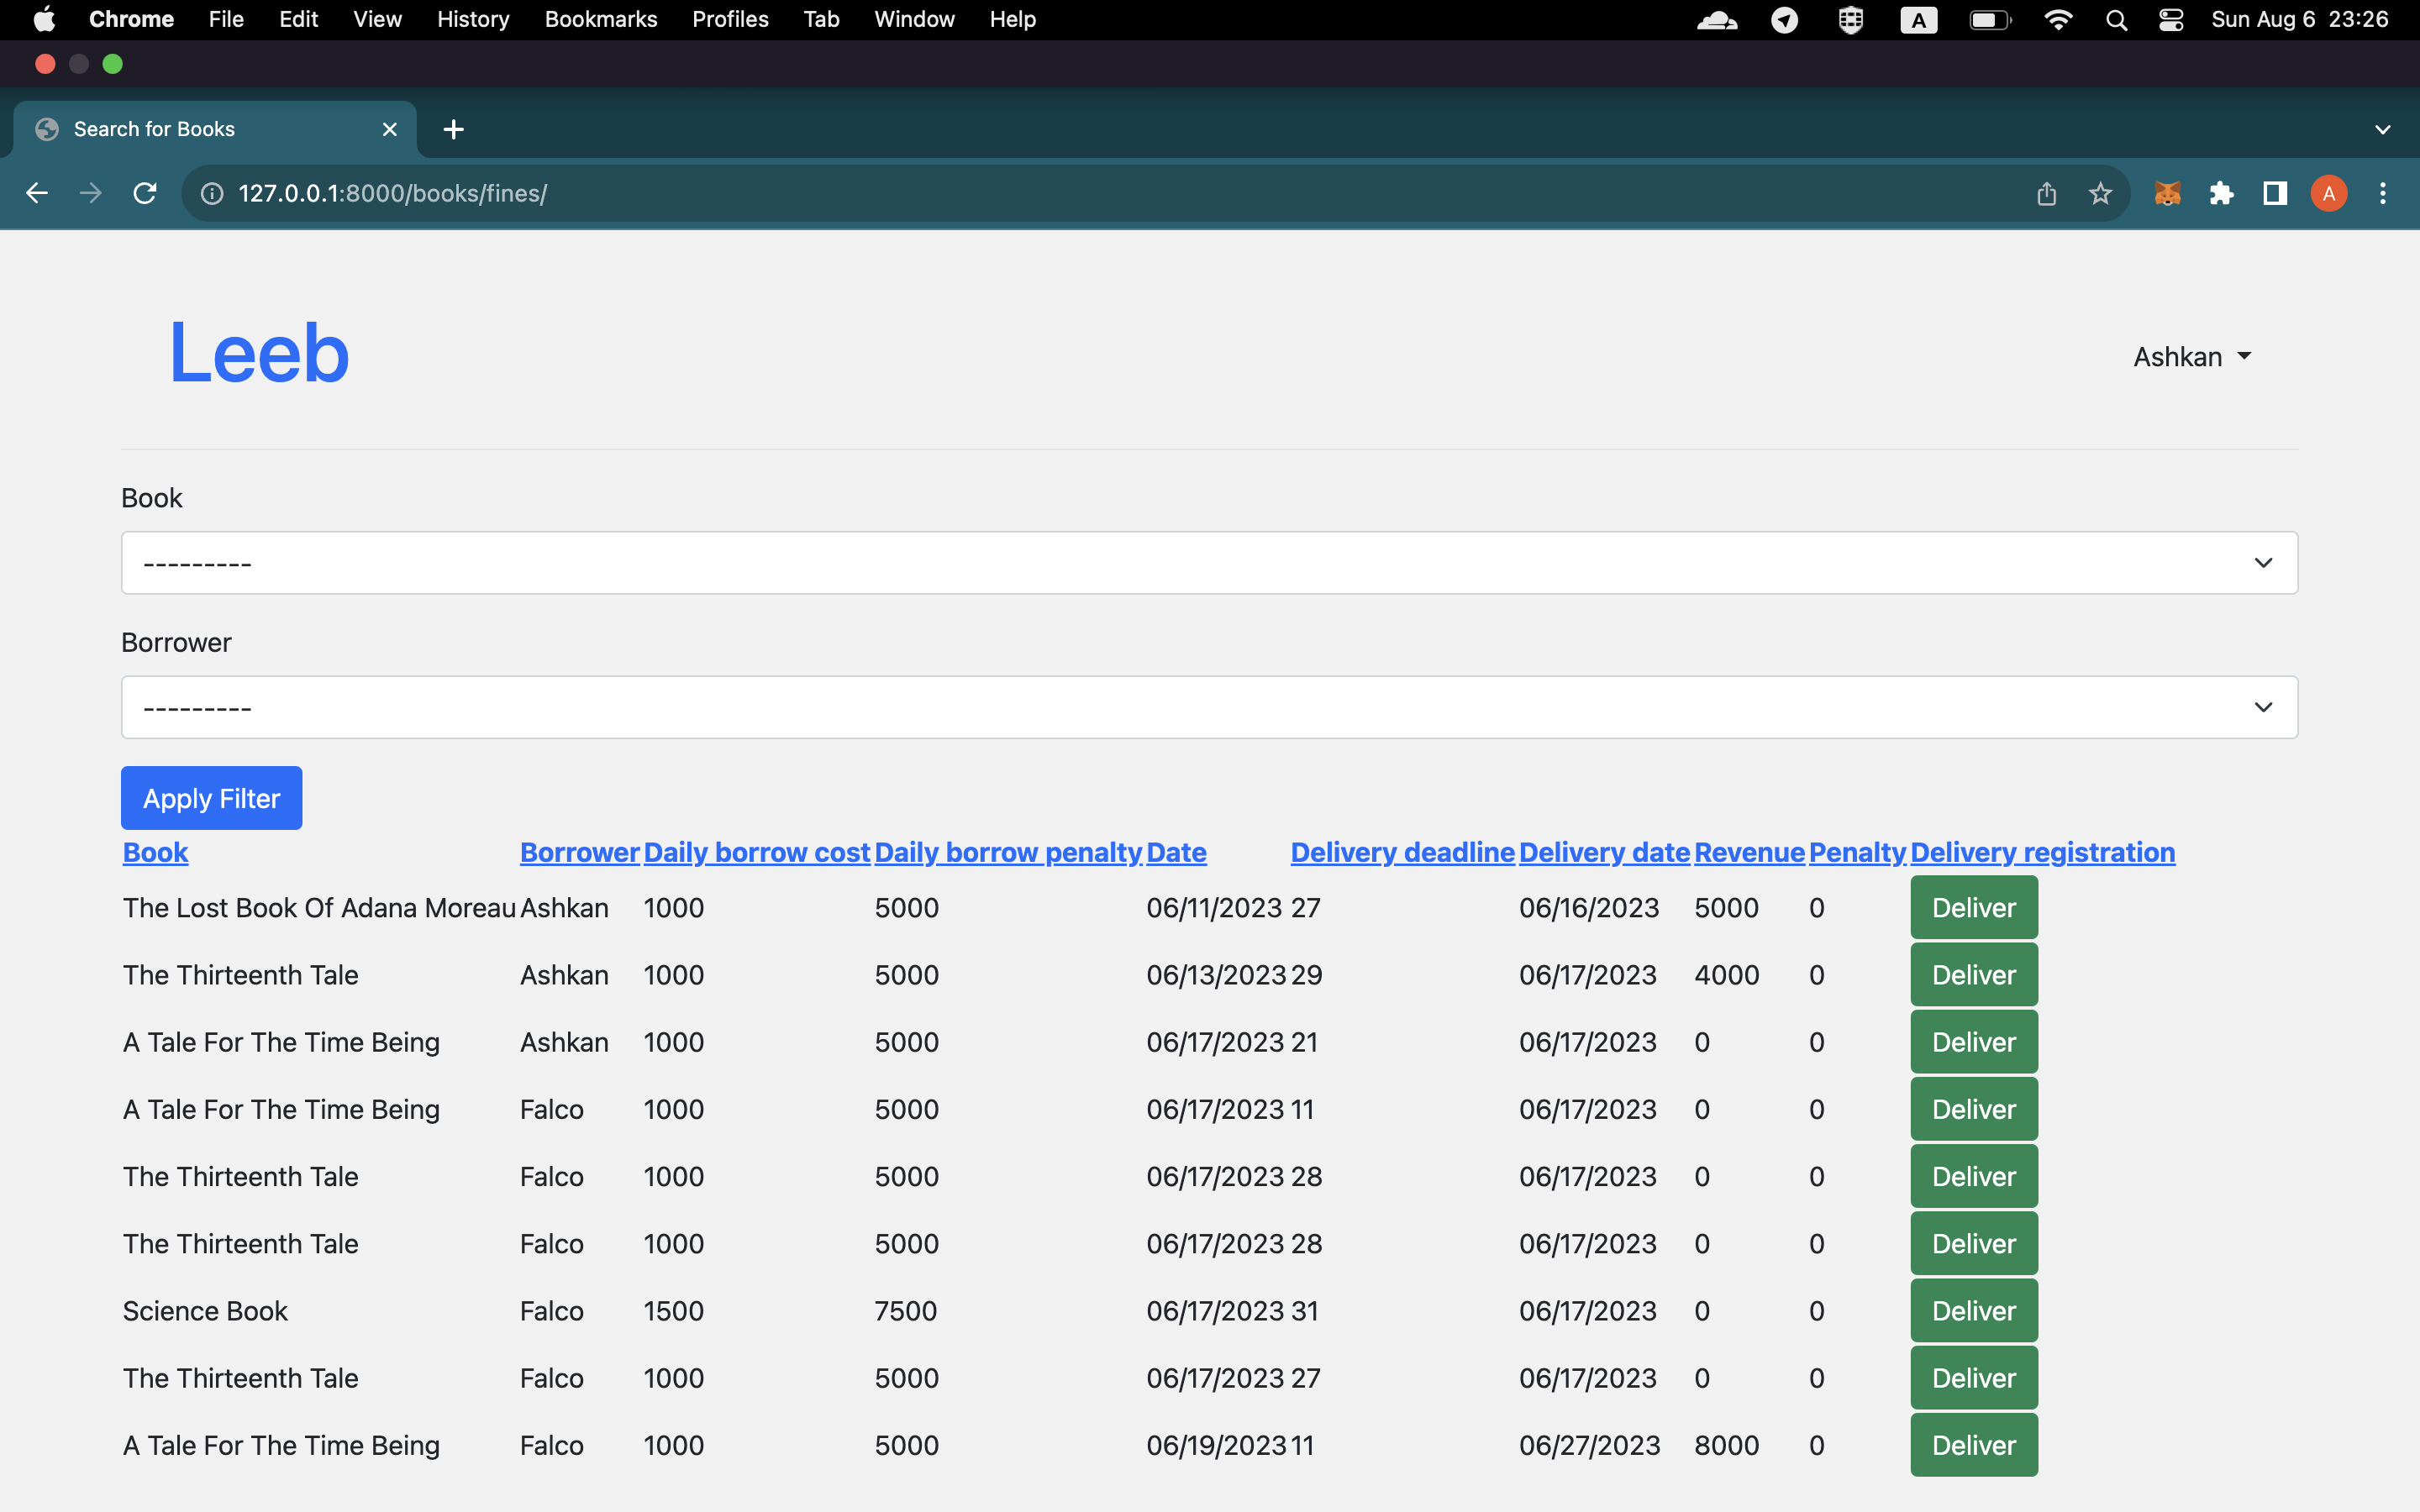 Chrome File Edit View History Bookmarks Profiles Tab Window Help A Sun Aug 6 23:26
Search for Books
127.0.0.1:8000/books/fines/ A
Leeb
Ashkan
Book
---------
Borrower
---------
Apply Filter
Book Borrower Daily borrow cost Daily borrow penalty Date Delivery deadline Delivery date Revenue Penalty Delivery registration
The Lost Book Of Adana Moreau Ashkan 1000 5000 06/11/2023 27 06/16/2023 5000 0 Deliver
The Thirteenth Tale Ashkan 1000 5000 06/13/2023 29 06/17/2023 4000 0 Deliver
A Tale For The Time Being Ashkan 1000 5000 06/17/2023 21 06/17/2023 0 0 Deliver
A Tale For The Time Being Falco 1000 5000 06/17/2023 11 06/17/2023 0 0 Deliver
The Thirteenth Tale Falco 1000 5000 06/17/2023 28 06/17/2023 0 0 Deliver
The Thirteenth Tale Falco 1000 5000 06/17/2023 28 06/17/2023 0 0 Deliver
Science Book Falco 1500 7500 06/17/2023 31 06/17/2023 0 0 Deliver
The Thirteenth Tale Falco 1000 5000 06/17/2023 27 06/17/2023 0 0 Deliver
A Tale For The Time Being Falco 1000 5000 06/19/2023 11 06/27/2023 8000 0 Deliver